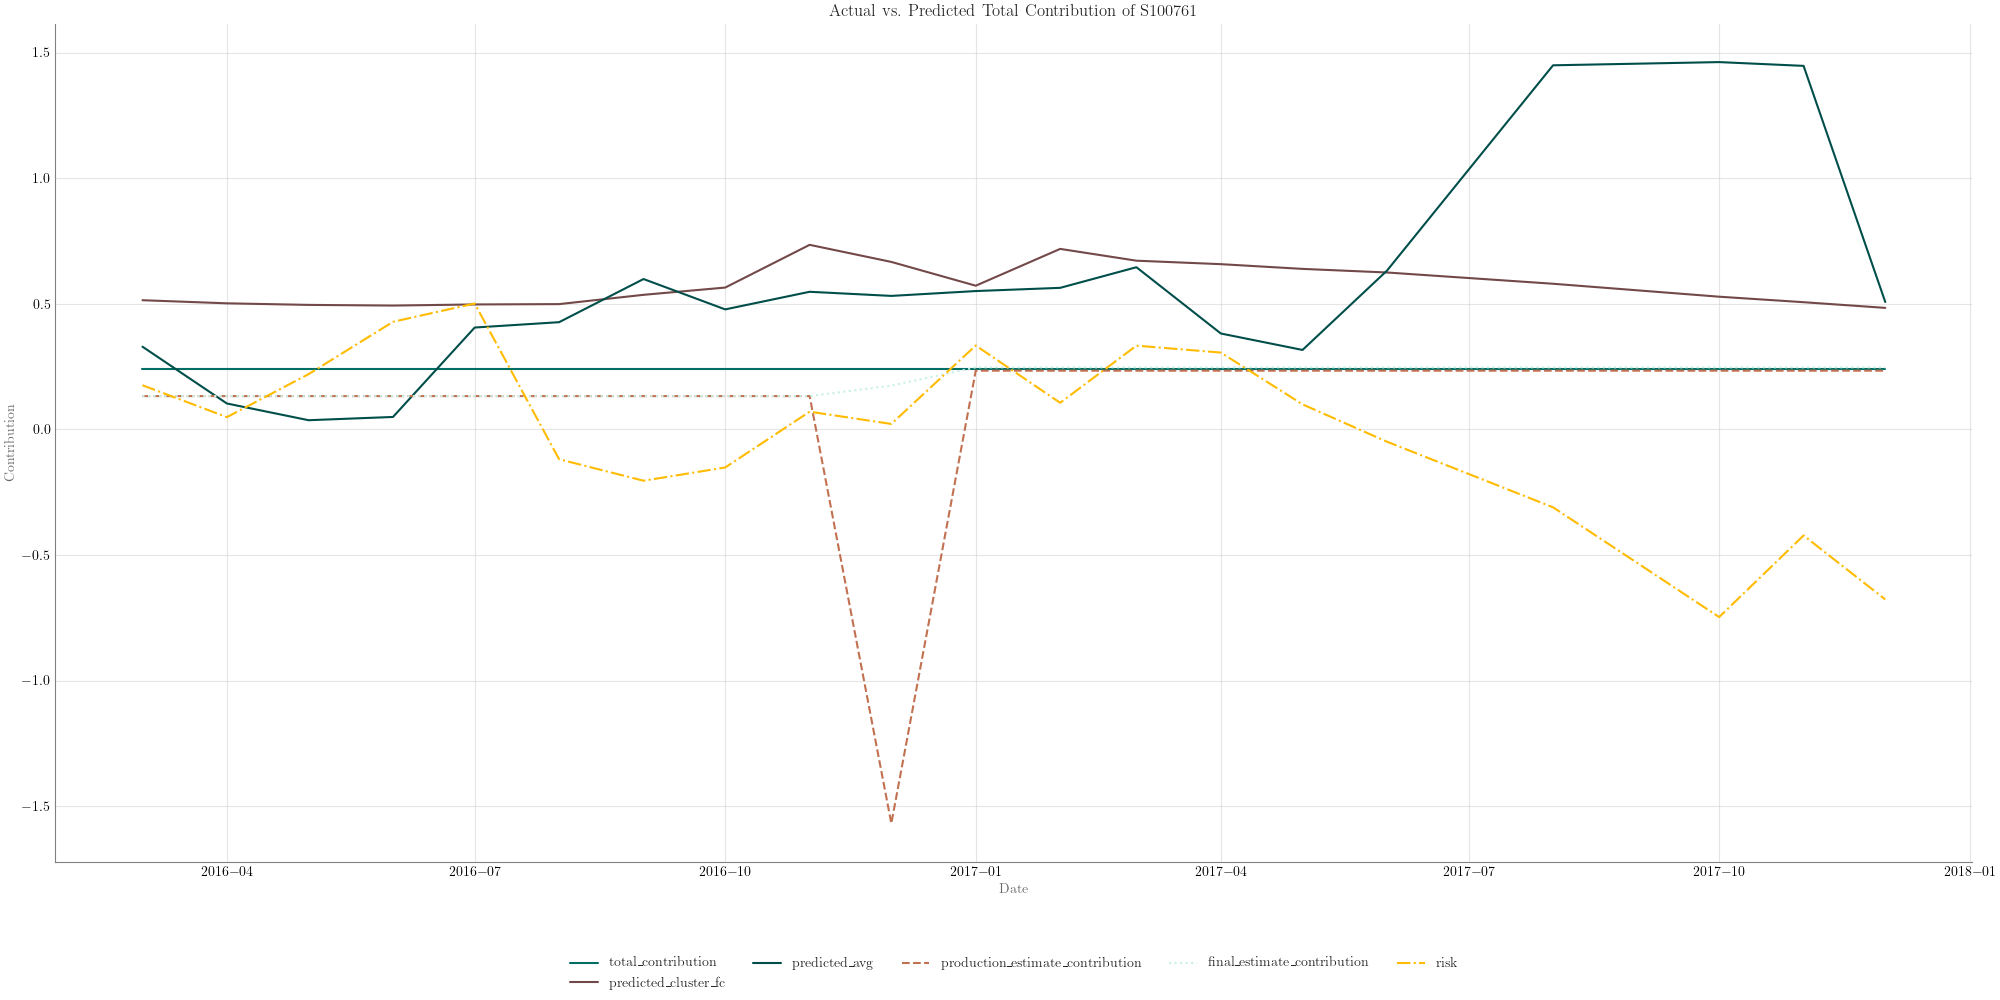 Actual vs. Predicted Total Contribution of S100761
1.5
1.0
0.5
0.0
−0.5
−1.0
−1.5
Contribution
2016−04 2016−07 2016−10 2017−01 2017−04 2017−07 2017−10 2018−01
Date
total_contribution predicted_avg production_estimate_contribution final_estimate_contribution risk
predicted_cluster_fc